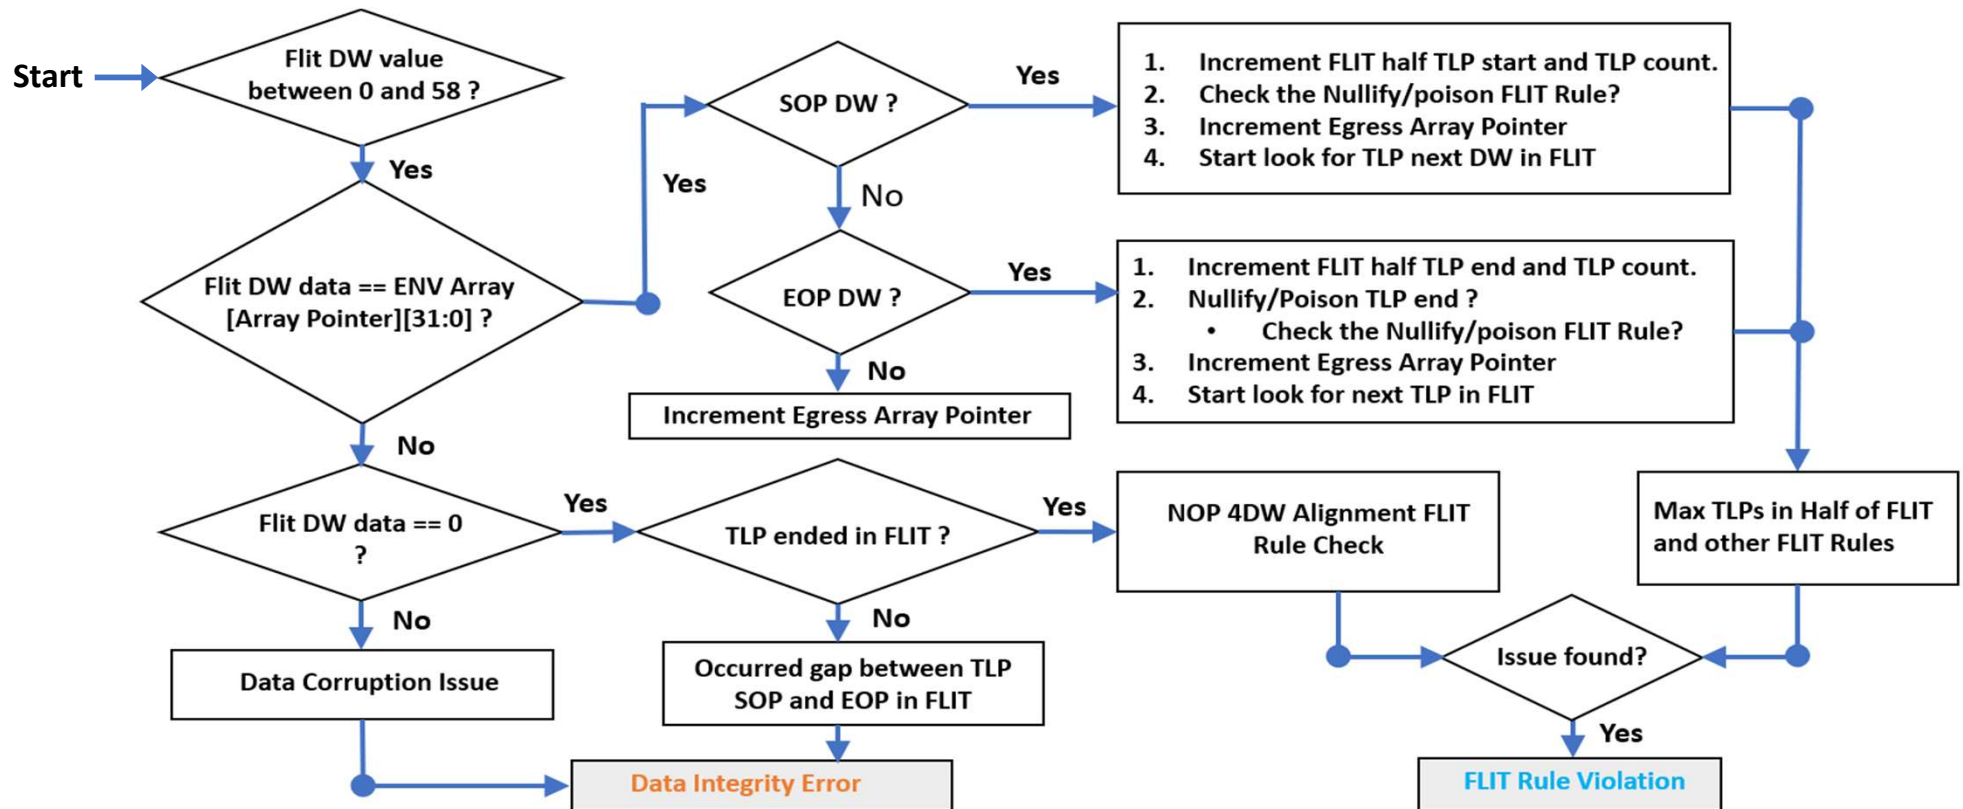 Start
Flit DW value
between 0 and 58 ?
Yes
Flit DW data == ENV Array
[Array Pointer][31:0] ?
Yes
No
SOP DW ?
Yes
No
1. Increment FLIT half TLP start and TLP count.
2. Check the Nullify/poison FLIT Rule?
3. Increment Egress Array Pointer
4. Start look for TLP next DW in FLIT
EOP DW ?
Yes
No
1. Increment FLIT half TLP end and TLP count.
2. Nullify/Poison TLP end ?
• Check the Nullify/poison FLIT Rule?
3. Increment Egress Array Pointer
4. Start look for next TLP in FLIT
Increment Egress Array Pointer
Flit DW data == 0
?
Yes
No
TLP ended in FLIT ?
Yes
No
NOP 4DW Alignment FLIT
Rule Check
Max TLPs in Half of FLIT
and other FLIT Rules
Data Corruption Issue
Occurred gap between TLP
SOP and EOP in FLIT
Issue found?
Yes
Data Integrity Error
FLIT Rule Violation